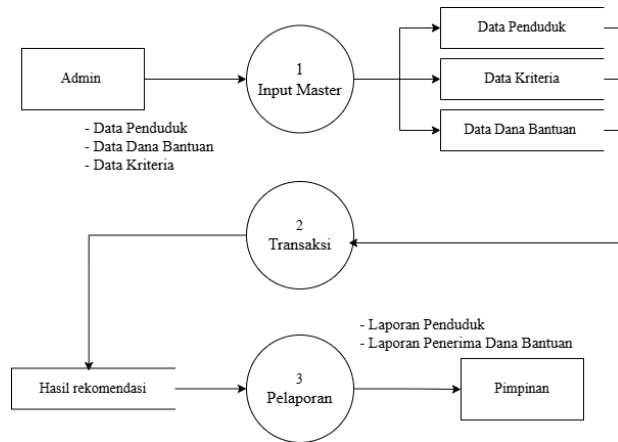 Admin
1
Input Master
Data Penduduk
Data Kriteria
Data Dana Bantuan
- Data Penduduk
- Data Dana Bantuan
- Data Kriteria
2
Transaksi
- Laporan Penduduk
- Laporan Penerima Dana Bantuan
Hasil rekomendasi
3
Pelaporan
Pimpinan